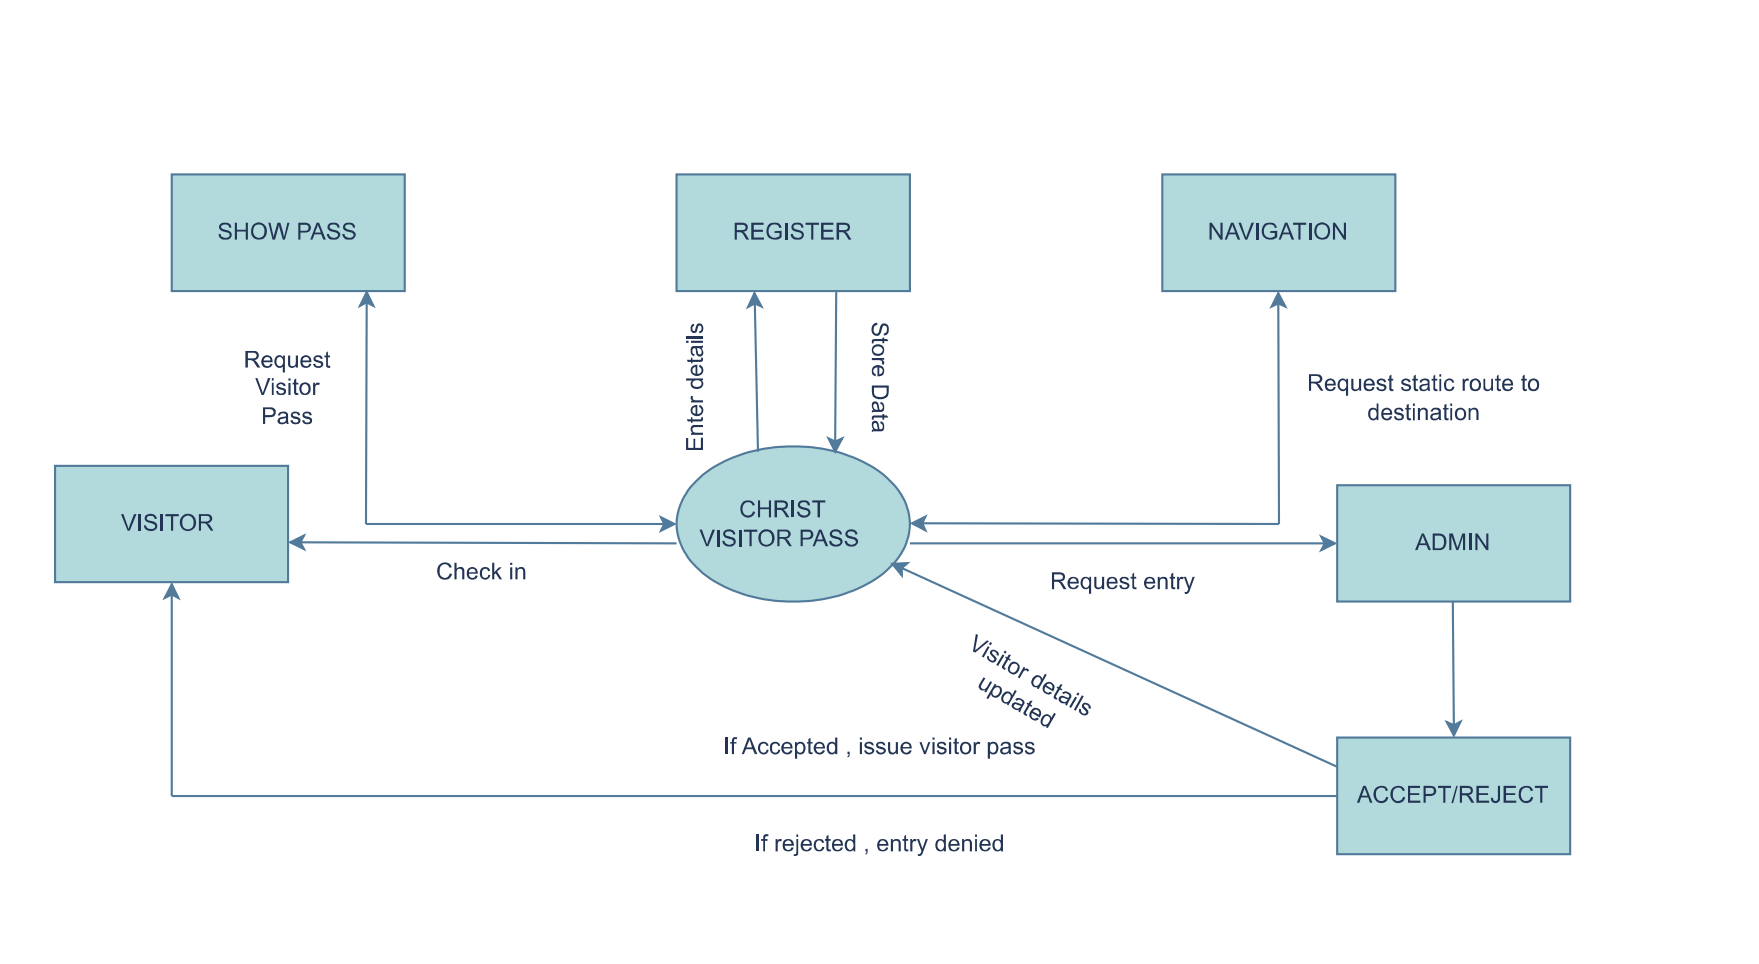 SHOW PASS
REGISTER
NAVIGATION
Request
Visitor
Pass
Enter details
Store Data
Request static route to
destination
VISITOR
CHRIST
VISITOR PASS
ADMIN
Check in
Request entry
Visitor details
updated
If Accepted , issue visitor pass
ACCEPT/REJECT
If rejected , entry denied